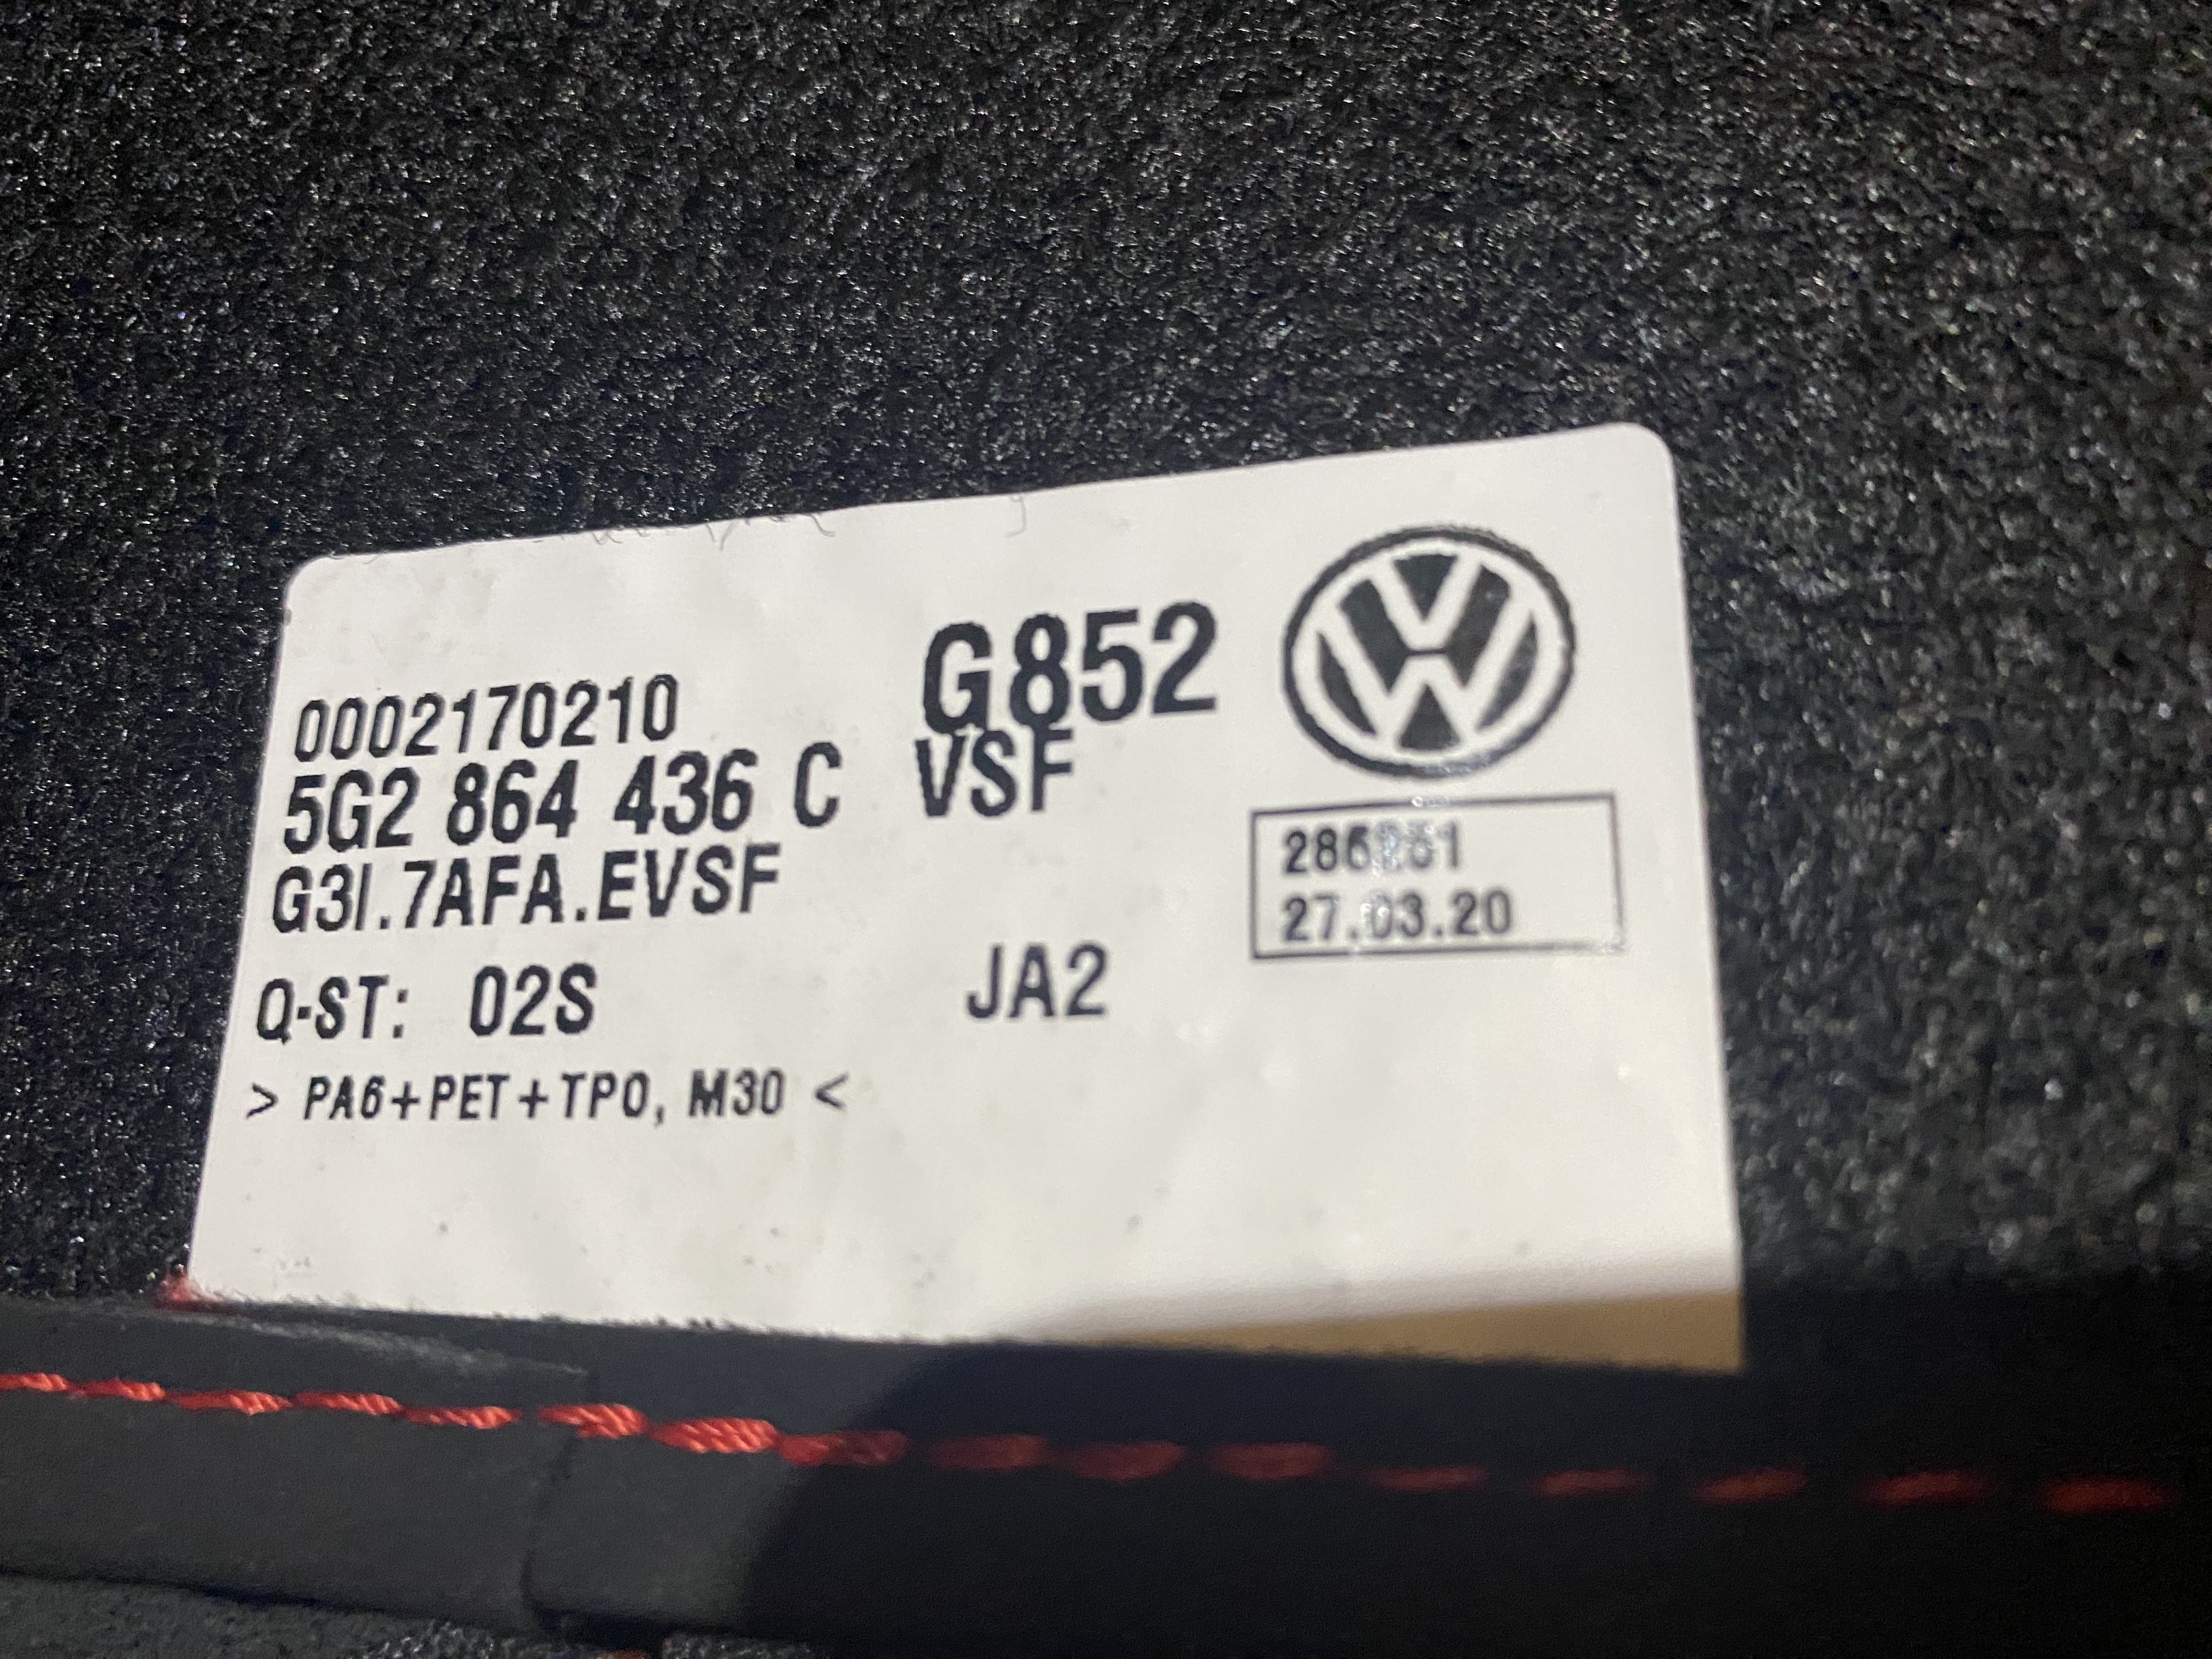 0002170210
G852
5G2 864 436 C VSF
G3I.7AFA.EVSF
27.03.20
Q-ST: 02S JA2
> PA6+PET+TPO, M30 <